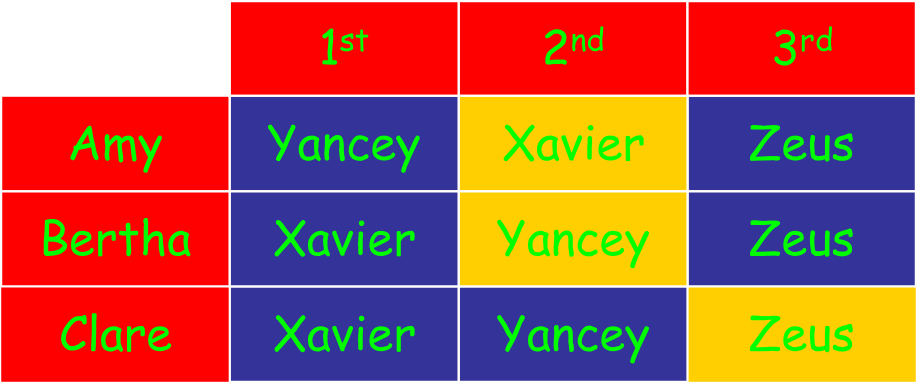 1st 2nd 3rd
Amy Yancey Xavier Zeus
Bertha Xavier Yancey Zeus
Clare Xavier Yancey Zeus